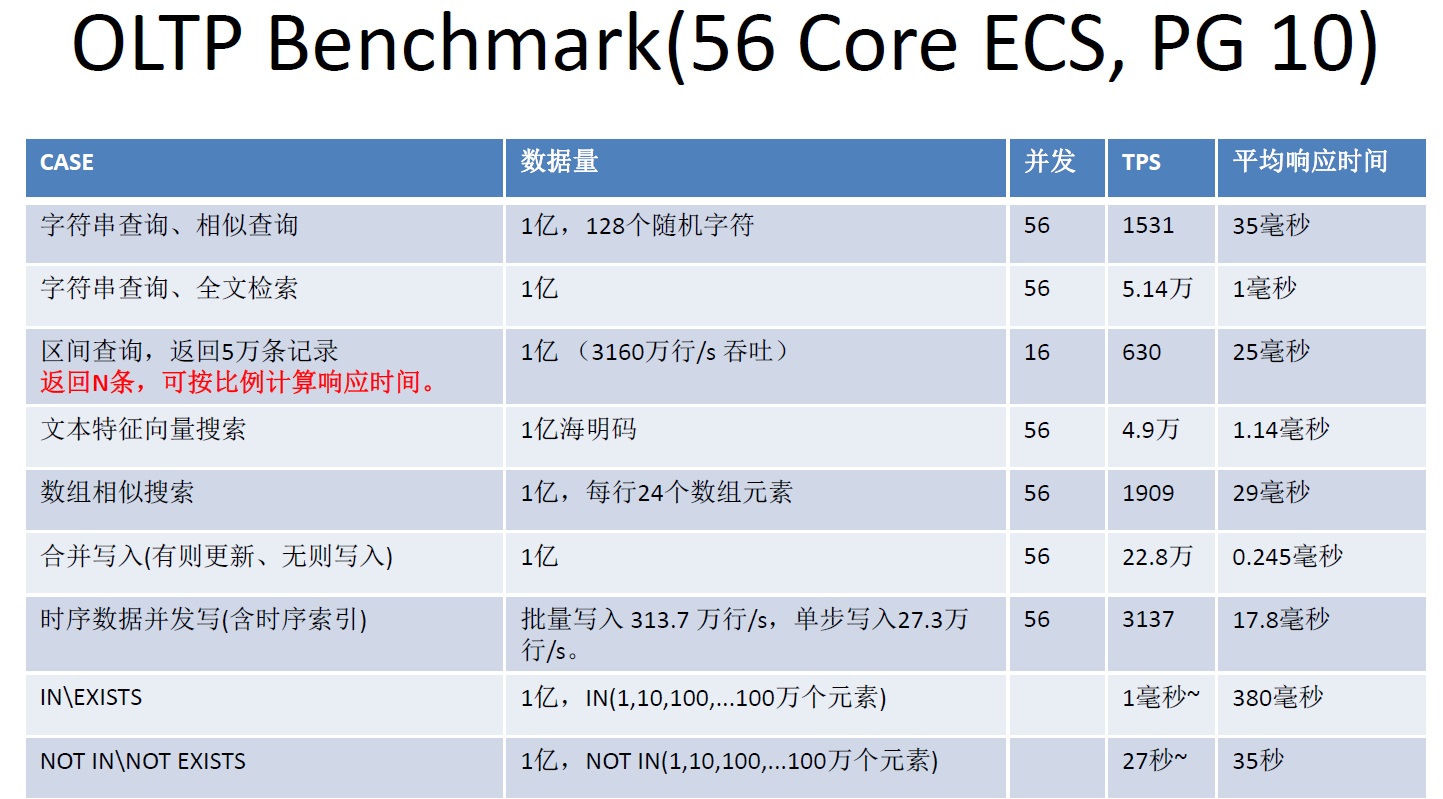 OLTP Benchmark(56 Core ECS, PG 10)
CASE 数据量 并发 TPS 平均响应时间
字符串查询、相似查询 1亿，128个随机字符 56 1531 35毫秒
字符串查询、全文检索 1亿 56 5.14万 1毫秒
区间查询，返回5万条记录 1亿 （3160万行/s 吞吐） 16 630 25毫秒
返回N条，可按比例计算响应时间。
文本特征向量搜索 1亿海明码 56 4.9万 1.14毫秒
数组相似搜索 1亿，每行24个数组元素 56 1909 29毫秒
合并写入(有则更新、无则写入) 1亿 56 22.8万 0.245毫秒
时序数据并发写(含时序索引) 批量写入 313.7 万行/s，单步写入27.3万 56 3137 17.8毫秒
行/s。
IN\EXISTS 1亿，IN(1,10,100,...100万个元素) 1毫秒~ 380毫秒
NOT IN\NOT EXISTS 1亿，NOT IN(1,10,100,...100万个元素) 27秒~ 35秒